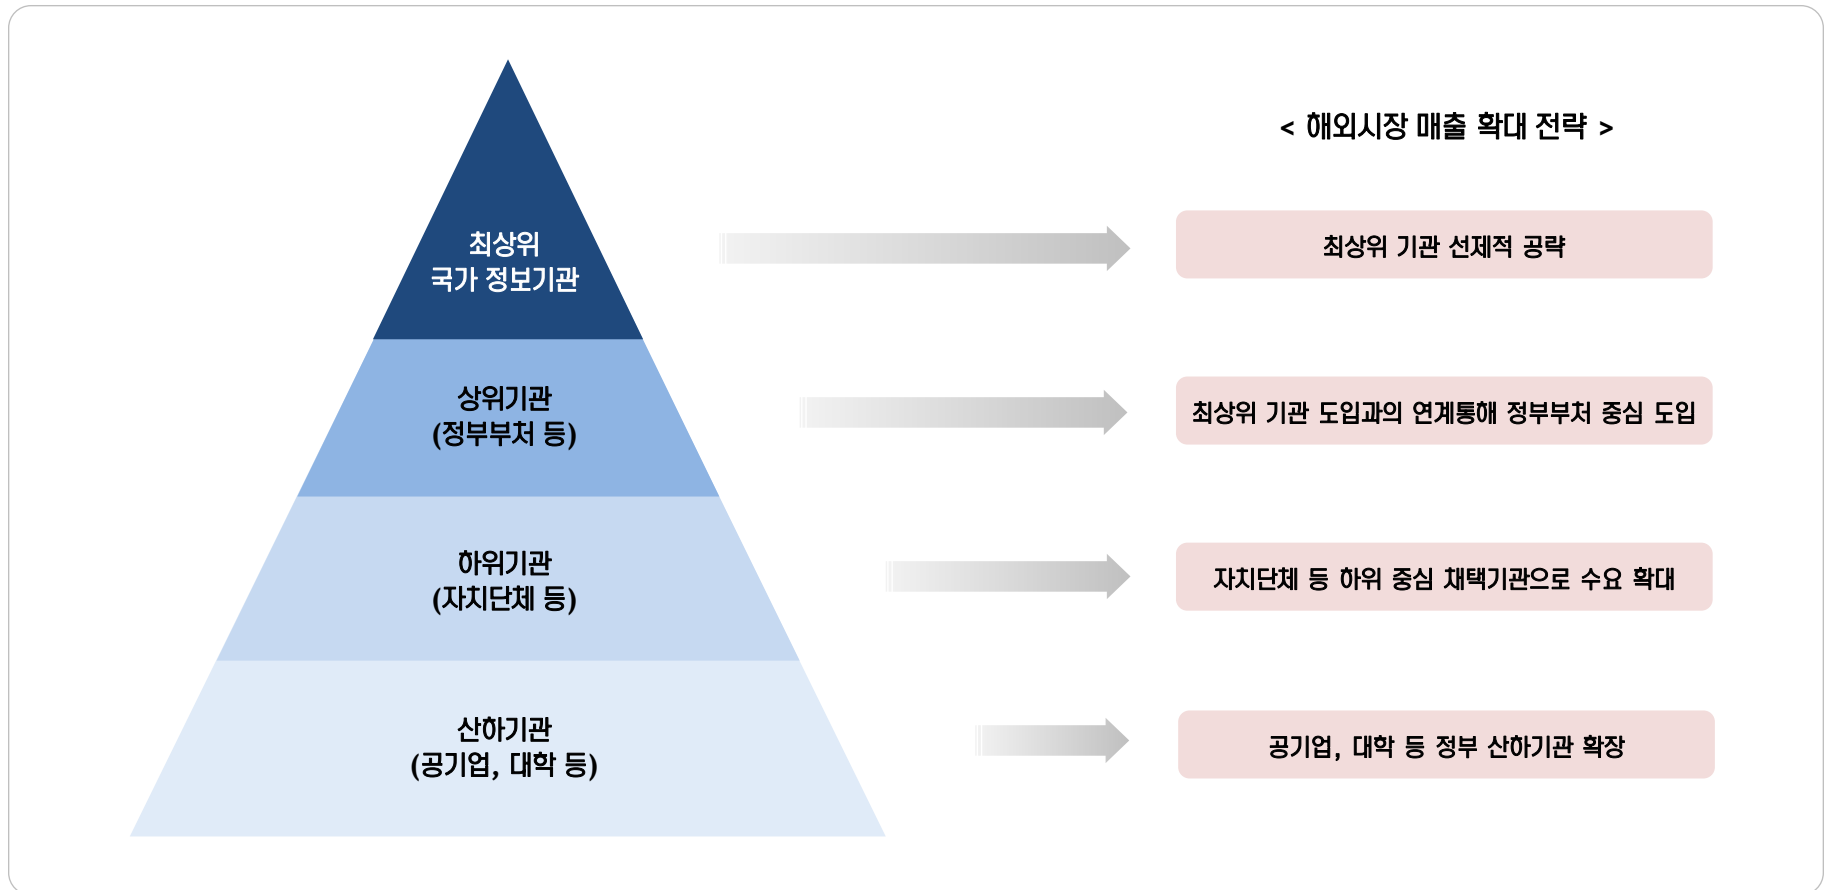 < 해외시장 매출 확대 전략 >
최상위
국가 정보기관
최상위 기관 선제적 공략
상위기관
(정부부처 등)
최상위 기관 도입과의 연계통해 정부부처 중심 도입
하위기관
(자치단체 등)
자치단체 등 하위 중심 채택기관으로 수요 확대
산하기관
(공기업, 대학 등)
공기업, 대학 등 정부 산하기관 확장